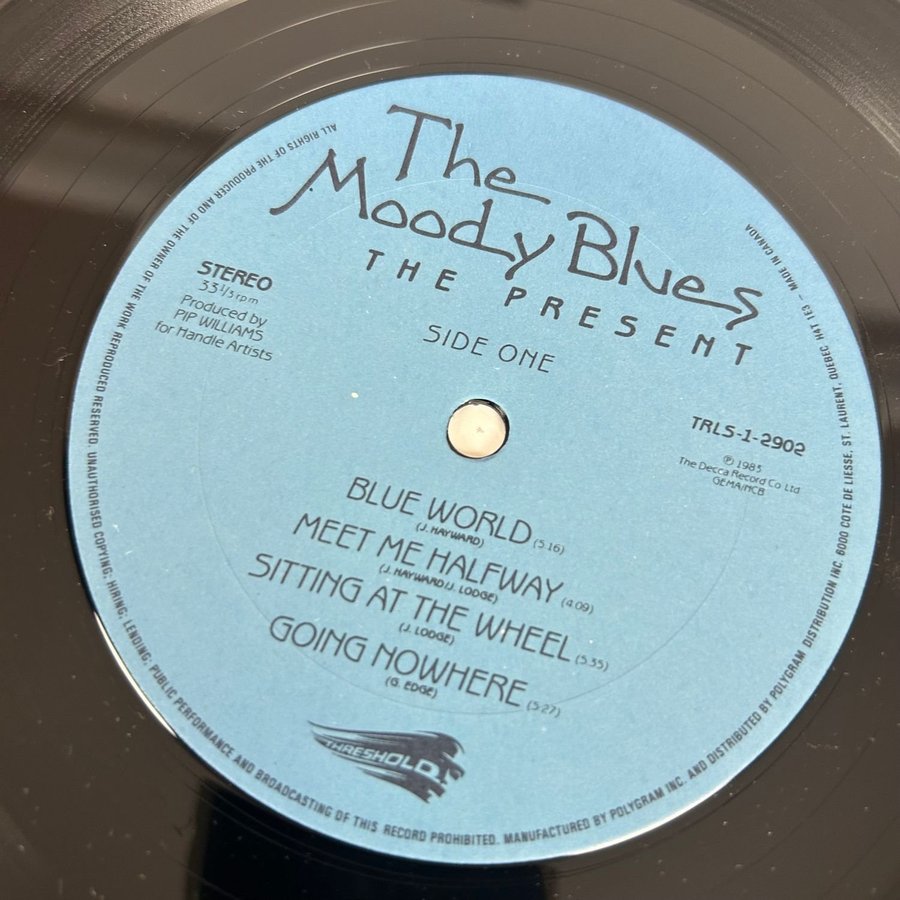 The
Moody Blues
THE PRESENT
SIDE ONE
STEREO
33 1/3 rpm
Produced by
PIP WILLIAMS
for Handle Artists
TRLS-1-2902
℗ 1983
The Decca Record Co Ltd
GEMA/NCB
BLUE WORLD (5:16)
(J. HAYWARD)
MEET ME HALFWAY (4:09)
(J. HAYWARD/J. LODGE)
SITTING AT THE WHEEL (5:35)
(J. LODGE)
GOING NOWHERE (5:27)
(G. EDGE)
THRESHOLD
ALL RIGHTS OF THE PRODUCER AND OF THE OWNER OF THE WORK REPRODUCED RESERVED. UNAUTHORISED COPYING; HIRING; LENDING; PUBLIC PERFORMANCE AND BROADCASTING OF THIS RECORD PROHIBITED. MANUFACTURED BY POLYGRAM INC. AND DISTRIBUTED BY POLYGRAM DISTRIBUTION INC. 6000 COTE DE LIESSE, ST. LAURENT, QUEBEC H4T 1E3 – MADE IN CANADA